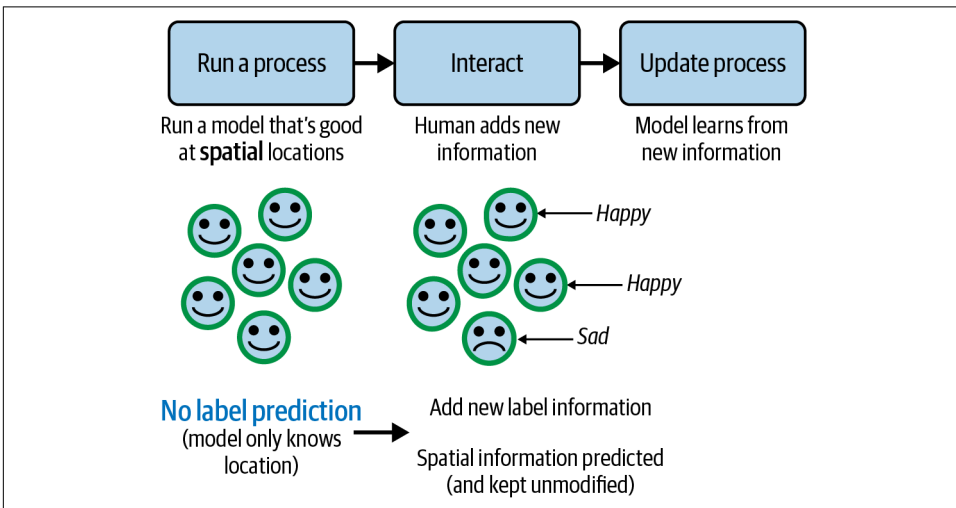 Run a process
Interact
Update process
Run a model that's good
at spatial locations
Human adds new
information
Model learns from
new information
Happy
Happy
Sad
No label prediction
(model only knows
location)
Add new label information
Spatial information predicted
(and kept unmodified)